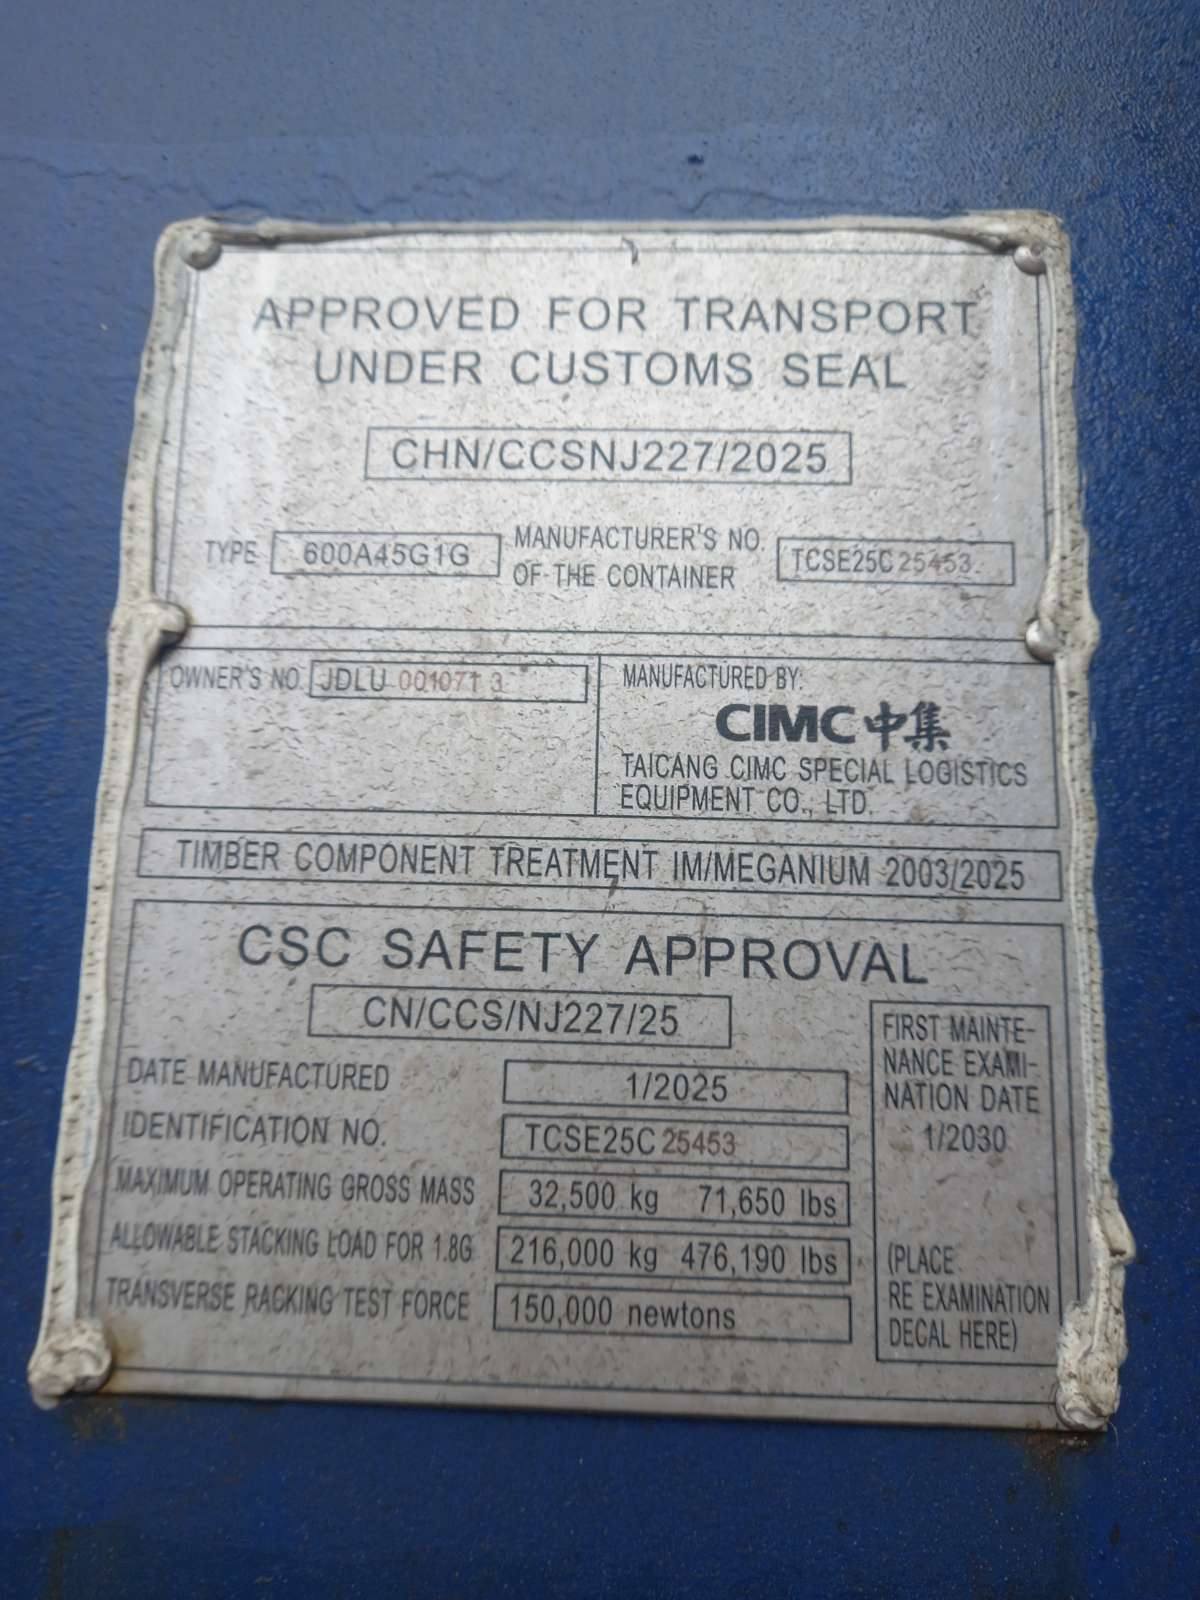 APPROVED FOR TRANSPORT
UNDER CUSTOMS SEAL
CHN/CCSNJ227/2025
TYPE 600A45G1G
MANUFACTURER'S NO.
OF THE CONTAINER
TCSE25C 25453
OWNER'S NO. JDLU 001071 3
MANUFACTURED BY:
CIMC 中集
TAICANG CIMC SPECIAL LOGISTICS
EQUIPMENT CO., LTD.
TIMBER COMPONENT TREATMENT IM/MEGANIUM 2003/2025
CSC SAFETY APPROVAL
CN/CCS/NJ227/25
DATE MANUFACTURED 1/2025
IDENTIFICATION NO. TCSE25C 25453
MAXIMUM OPERATING GROSS MASS 32,500 kg 71,650 lbs
ALLOWABLE STACKING LOAD FOR 1.8G 216,000 kg 476,190 lbs
TRANSVERSE RACKING TEST FORCE 150,000 newtons
FIRST MAINTE-
NANCE EXAMI-
NATION DATE
1/2030
(PLACE
RE EXAMINATION
DECAL HERE)